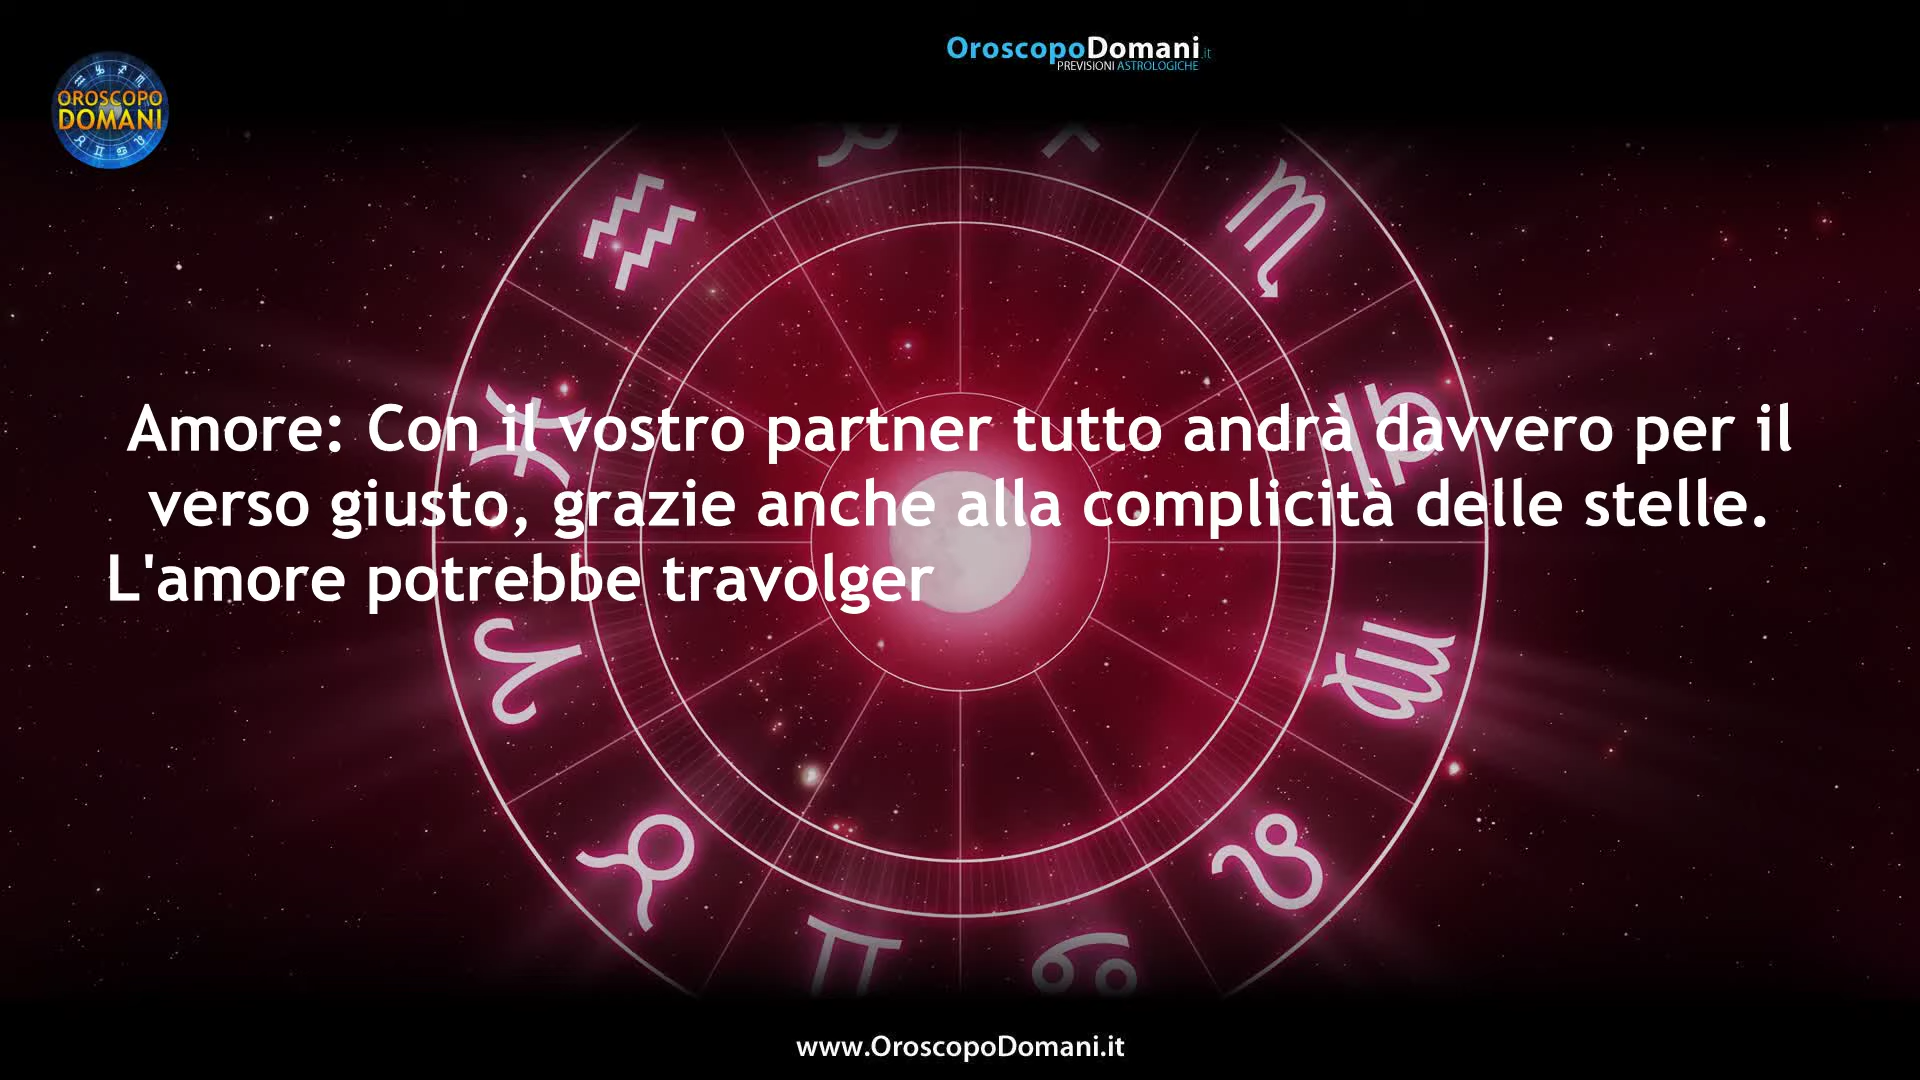 OroscopoDomani.it
PREVISIONI ASTROLOGICHE
OROSCOPO
DOMANI
Amore: Con il vostro partner tutto andrà davvero per il
verso giusto, grazie anche alla complicità delle stelle.
L'amore potrebbe travolger
www.OroscopoDomani.it